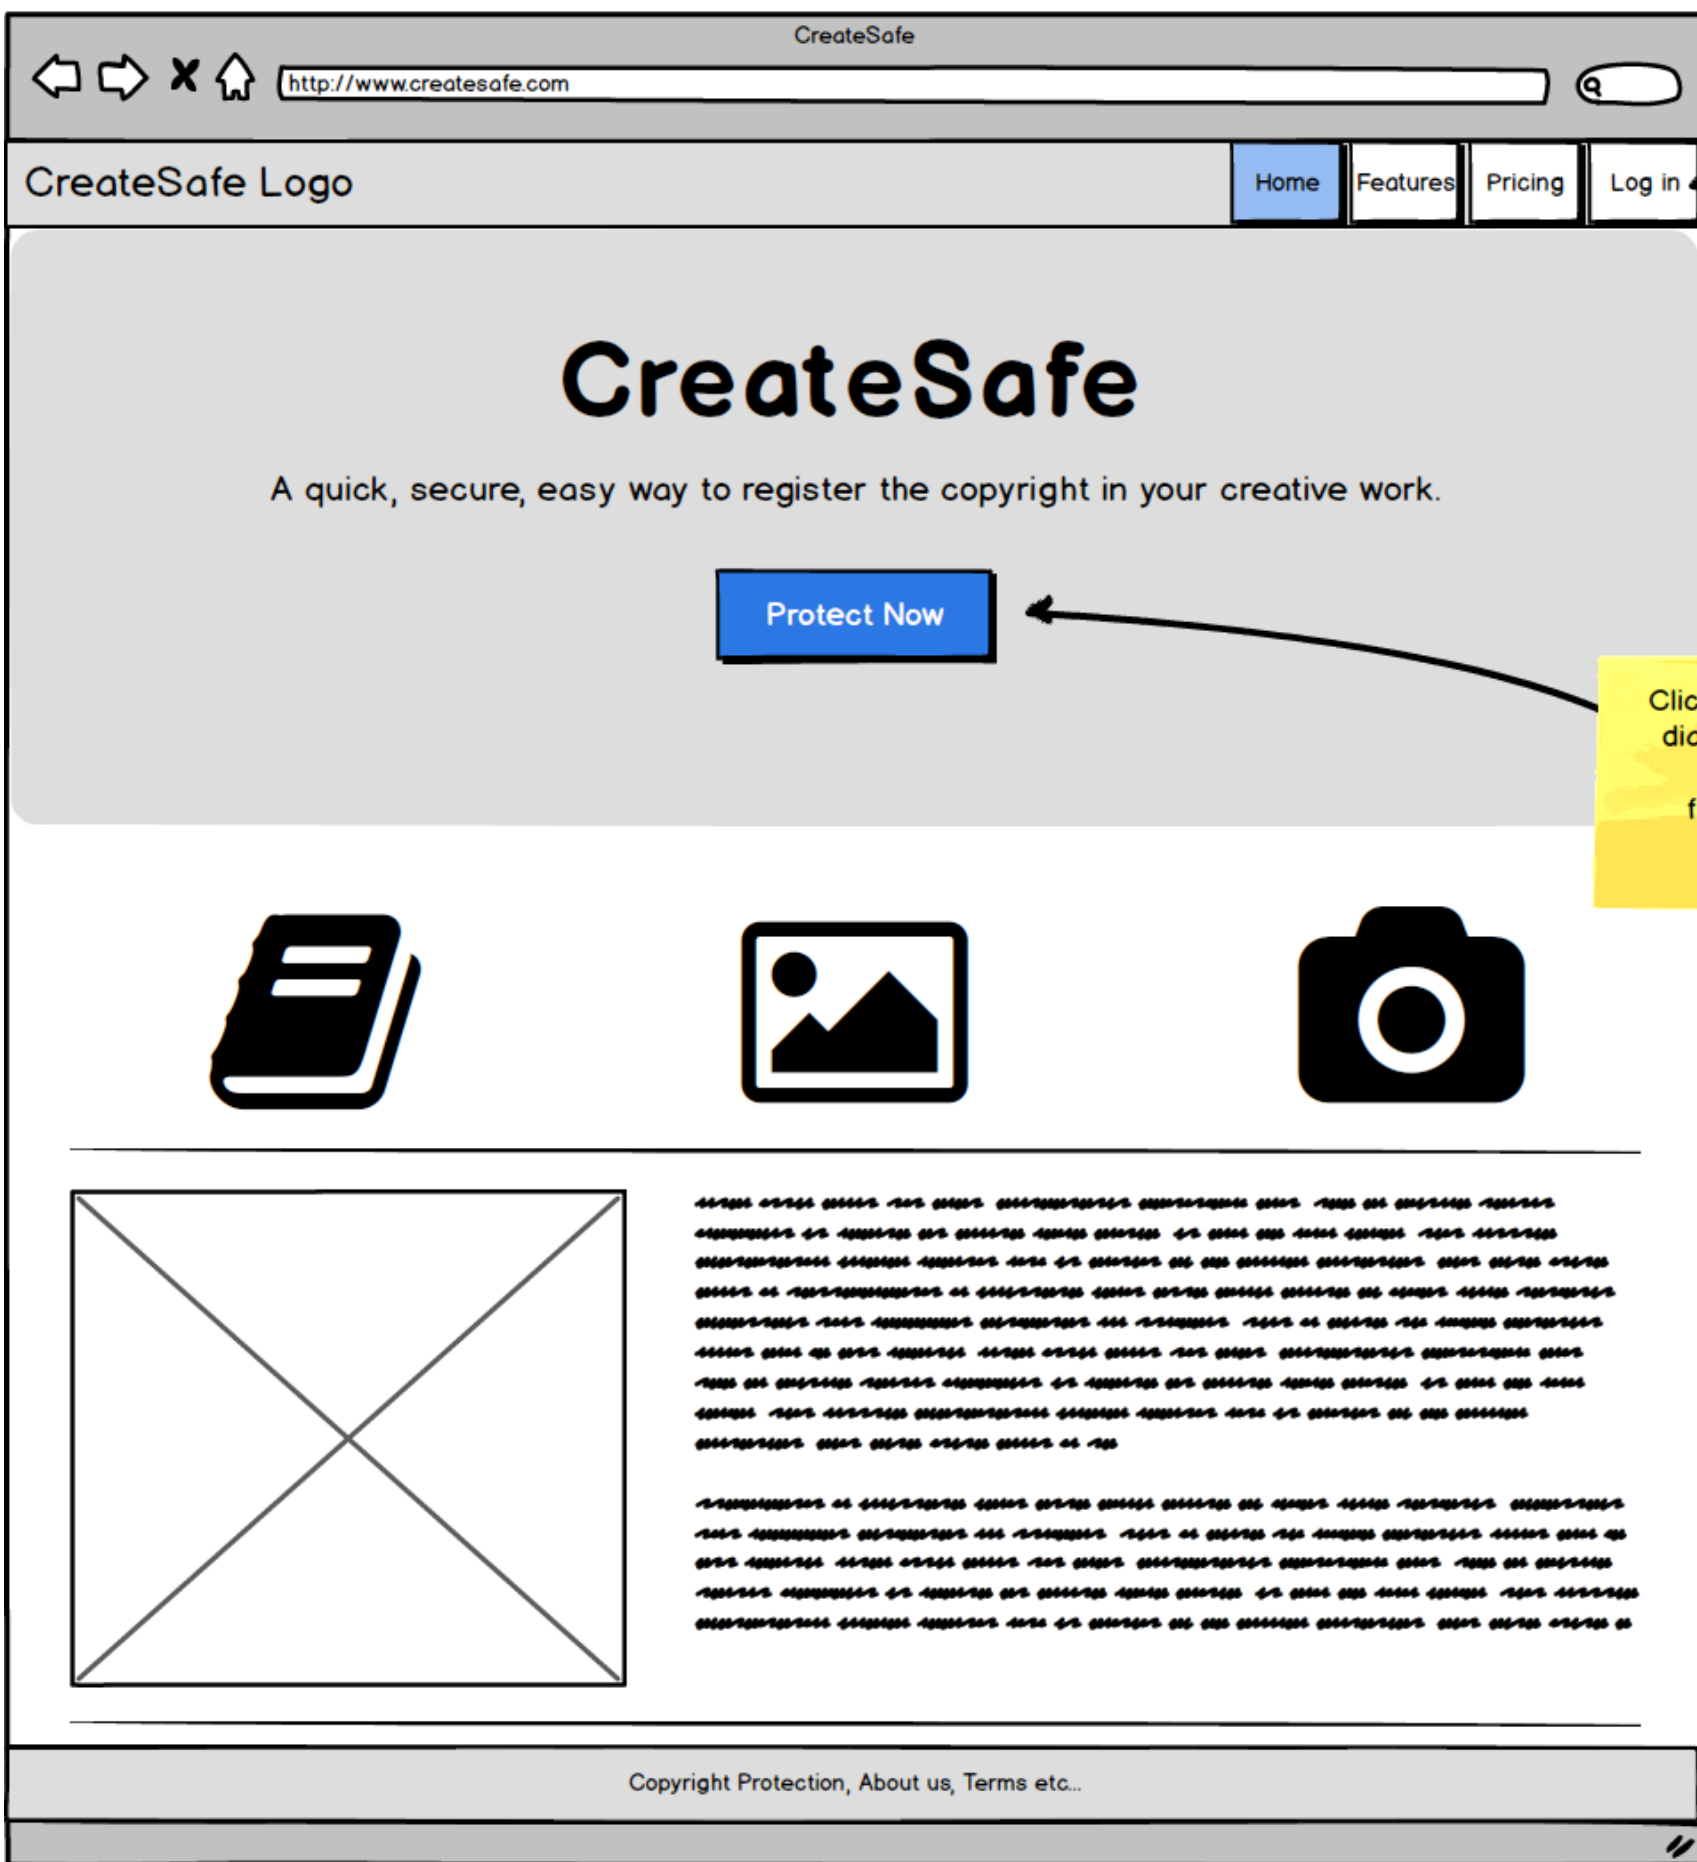 CreateSafe
http://www.createsafe.com
CreateSafe Logo
Home
Features
Pricing
Log in
CreateSafe
A quick, secure, easy way to register the copyright in your creative work.
Protect Now
Copyright Protection, About us, Terms etc...